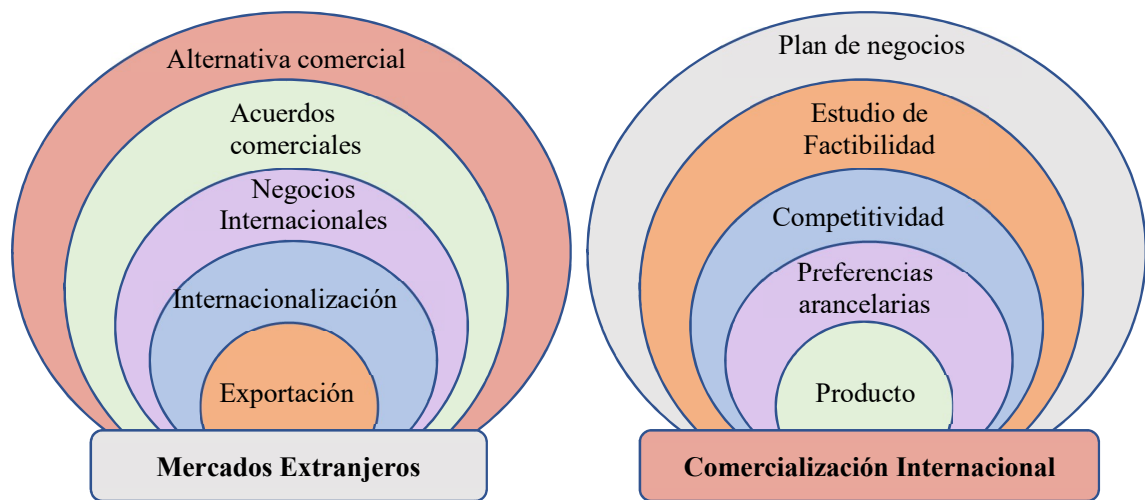 Alternativa comercial
Acuerdos
comerciales
Negocios
Internacionales
Internacionalización
Exportación
Mercados Extranjeros
Plan de negocios
Estudio de
Factibilidad
Competitividad
Preferencias
arancelarias
Producto
Comercialización Internacional